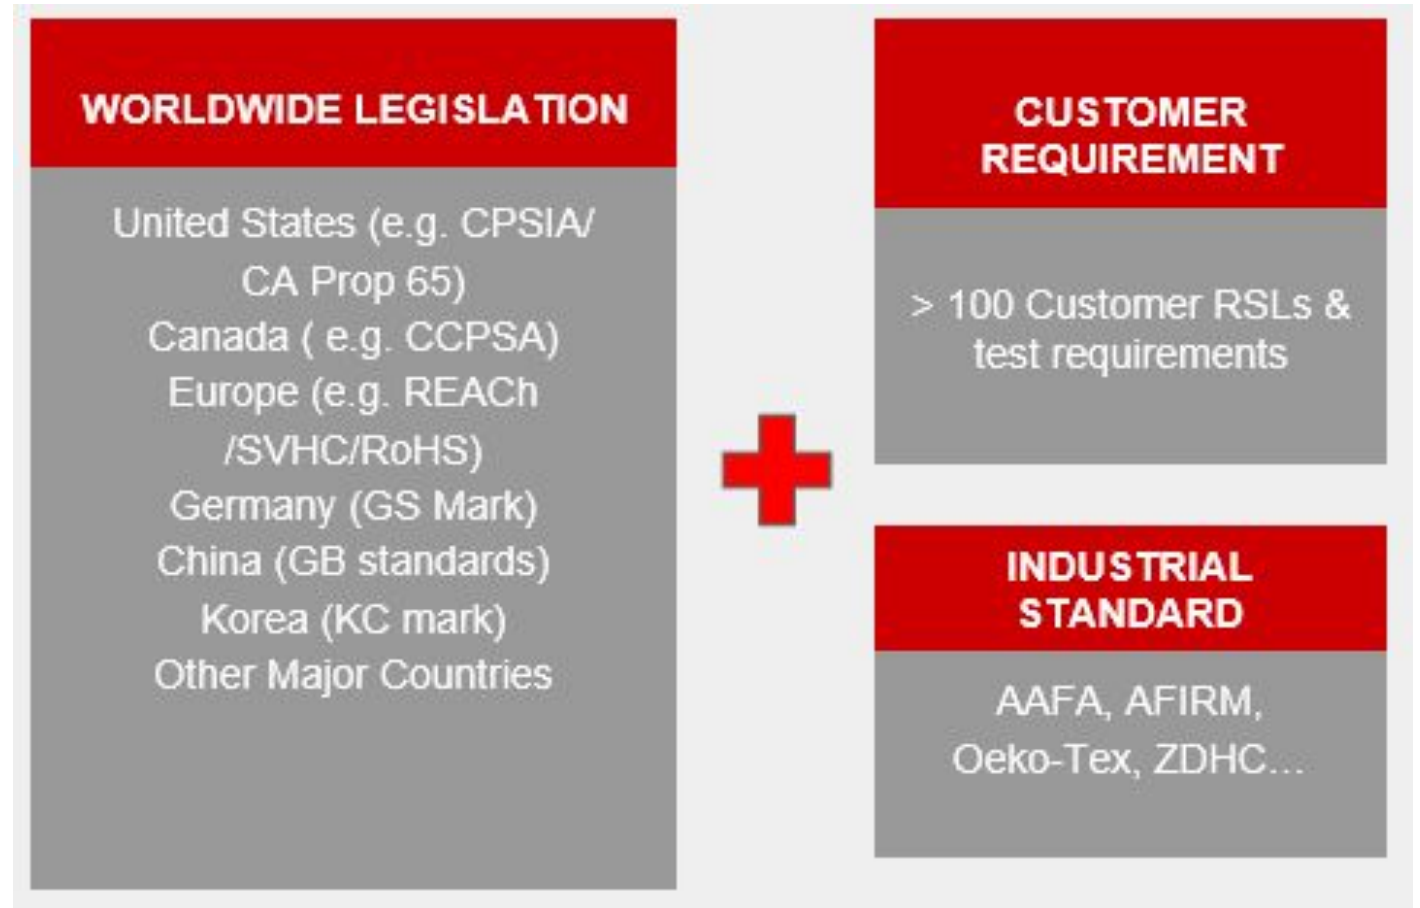 WORLDWIDE LEGISLATION
United States (e.g. CPSIA/
CA Prop 65)
Canada ( e.g. CCPSA)
Europe (e.g. REACh
/SVHC/RoHS)
Germany (GS Mark)
China (GB standards)
Korea (KC mark)
Other Major Countries
CUSTOMER
REQUIREMENT
> 100 Customer RSLs &
test requirements
INDUSTRIAL
STANDARD
AAFA, AFIRM,
Oeko-Tex, ZDHC...